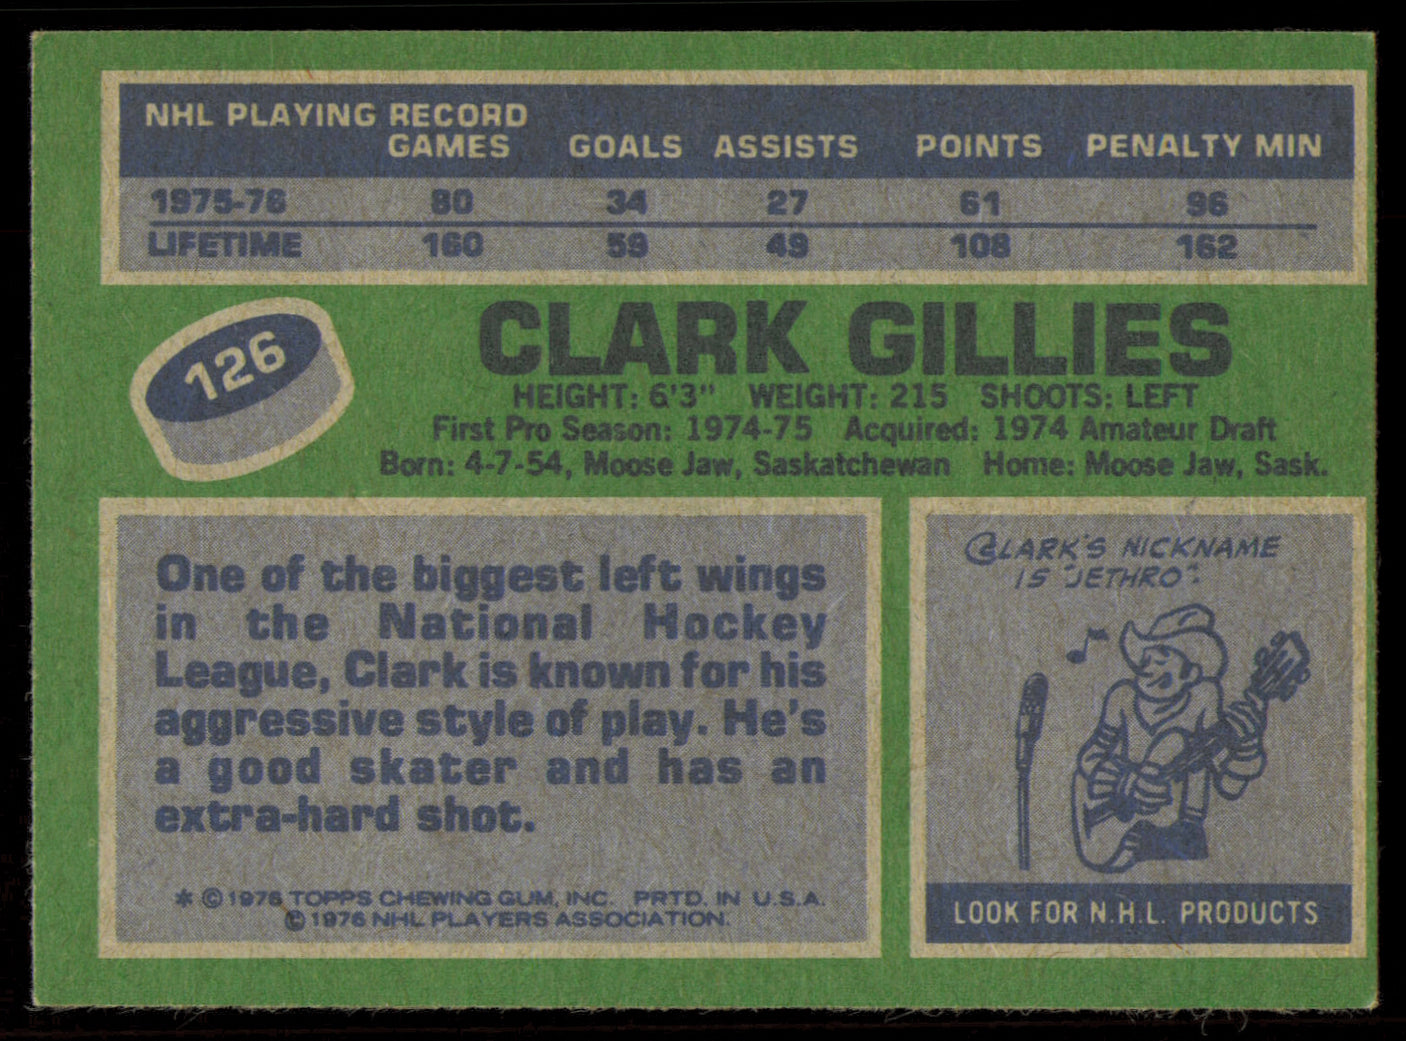 NHL PLAYING RECORD
GAMES GOALS ASSISTS POINTS PENALTY MIN
1975-76 80 34 27 61 96
LIFETIME 160 59 49 108 162
126
CLARK GILLIES
HEIGHT: 6'3" WEIGHT: 215 SHOOTS: LEFT
First Pro Season: 1974-75 Acquired: 1974 Amateur Draft
Born: 4-7-54, Moose Jaw, Saskatchewan Home: Moose Jaw, Sask.
One of the biggest left wings
in the National Hockey
League, Clark is known for his
aggressive style of play. He's
a good skater and has an
extra-hard shot.
* © 1976 TOPPS CHEWING GUM, INC. PRTD. IN U.S.A.
© 1976 NHL PLAYERS ASSOCIATION.
CLARK'S NICKNAME
IS "JETHRO".
LOOK FOR N.H.L. PRODUCTS